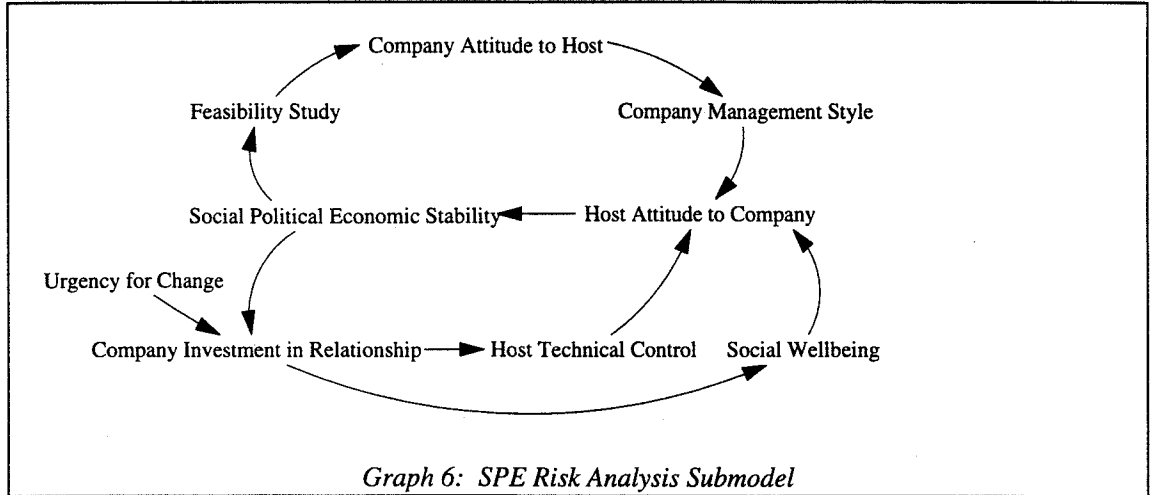 Company Attitude to Host
Feasibility Study
Company Management Style
Social Political Economic Stability
Host Attitude to Company
Urgency for Change
Company Investment in Relationship
Host Technical Control
Social Wellbeing
Graph 6: SPE Risk Analysis Submodel